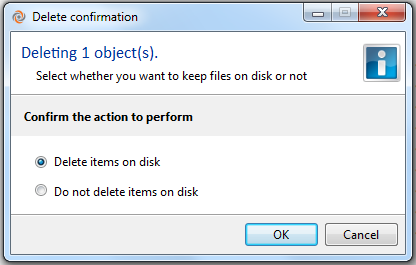 Delete confirmation
Deleting 1 object(s).
Select whether you want to keep files on disk or not
Confirm the action to perform
Delete items on disk
Do not delete items on disk
OK
Cancel